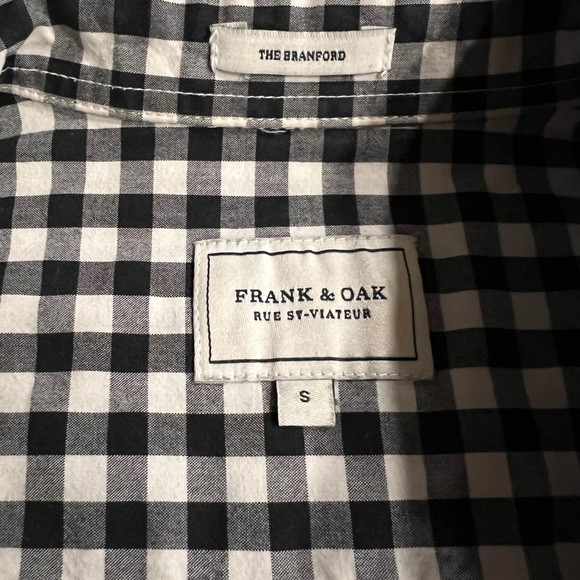 THE BRANFORD
FRANK & OAK
RUE ST-VIATEUR
S